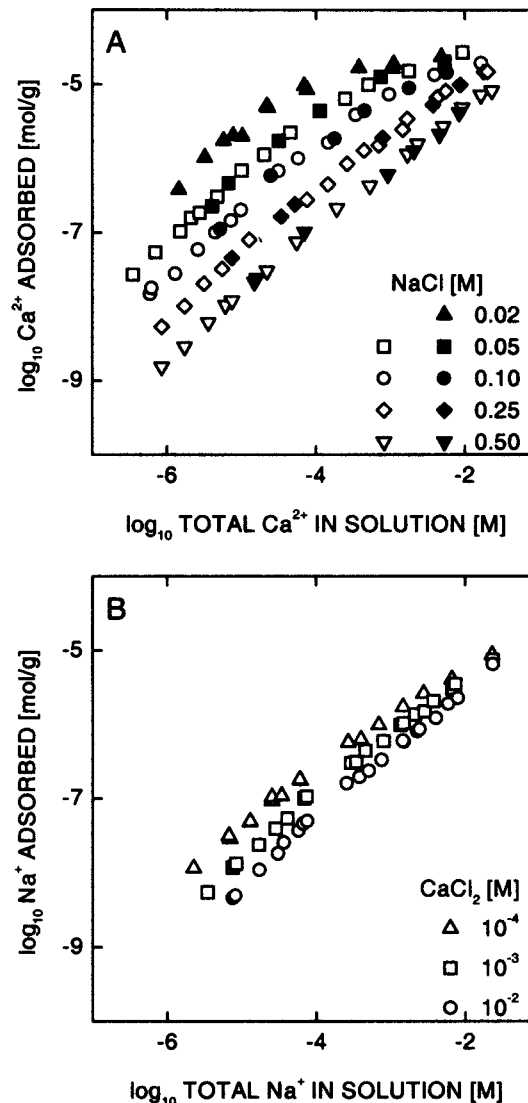 A
-5
-7
-9
log₁₀ Ca²⁺ ADSORBED [mol/g]
NaCl [M]
0.02
0.05
0.10
0.25
0.50
-6 -4 -2
log₁₀ TOTAL Ca²⁺ IN SOLUTION [M]
B
-5
-7
-9
log₁₀ Na⁺ ADSORBED [mol/g]
CaCl₂ [M]
10⁻⁴
10⁻³
10⁻²
-6 -4 -2
log₁₀ TOTAL Na⁺ IN SOLUTION [M]